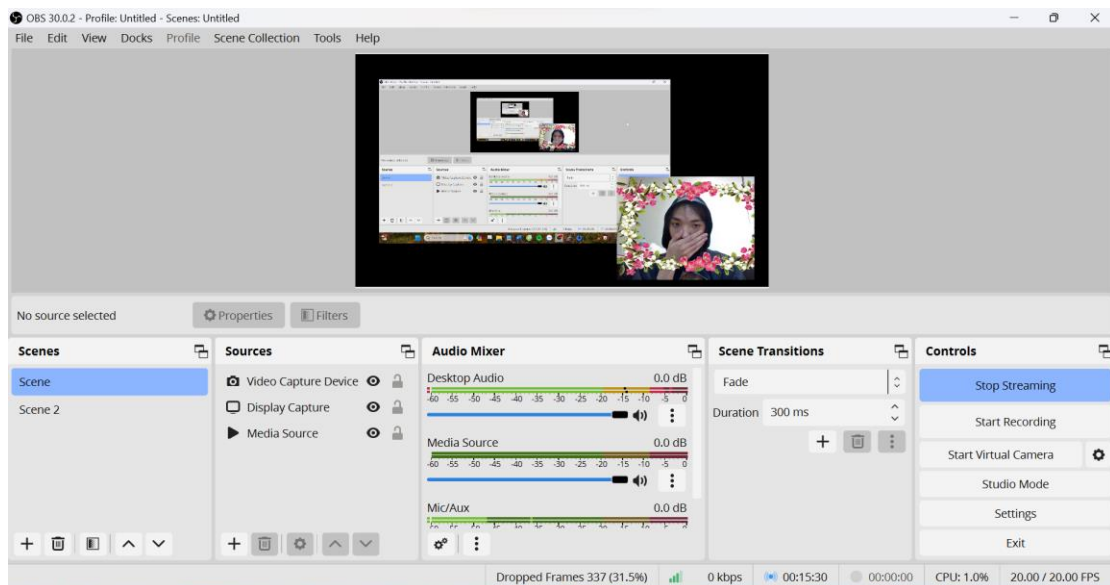 OBS 30.0.2 - Profile: Untitled - Scenes: Untitled
File Edit View Docks Profile Scene Collection Tools Help
No source selected Properties Filters
Scenes
Scene
Scene 2
Sources
Video Capture Device
Display Capture
Media Source
Audio Mixer
Desktop Audio 0.0 dB
-60 -55 -50 -45 -40 -35 -30 -25 -20 -15 -10 -5 0
Media Source 0.0 dB
-60 -55 -50 -45 -40 -35 -30 -25 -20 -15 -10 -5 0
Mic/Aux 0.0 dB
Scene Transitions
Fade
Duration 300 ms
Controls
Stop Streaming
Start Recording
Start Virtual Camera
Studio Mode
Settings
Exit
Dropped Frames 337 (31.5%) 0 kbps 00:15:30 00:00:00 CPU: 1.0% 20.00 / 20.00 FPS